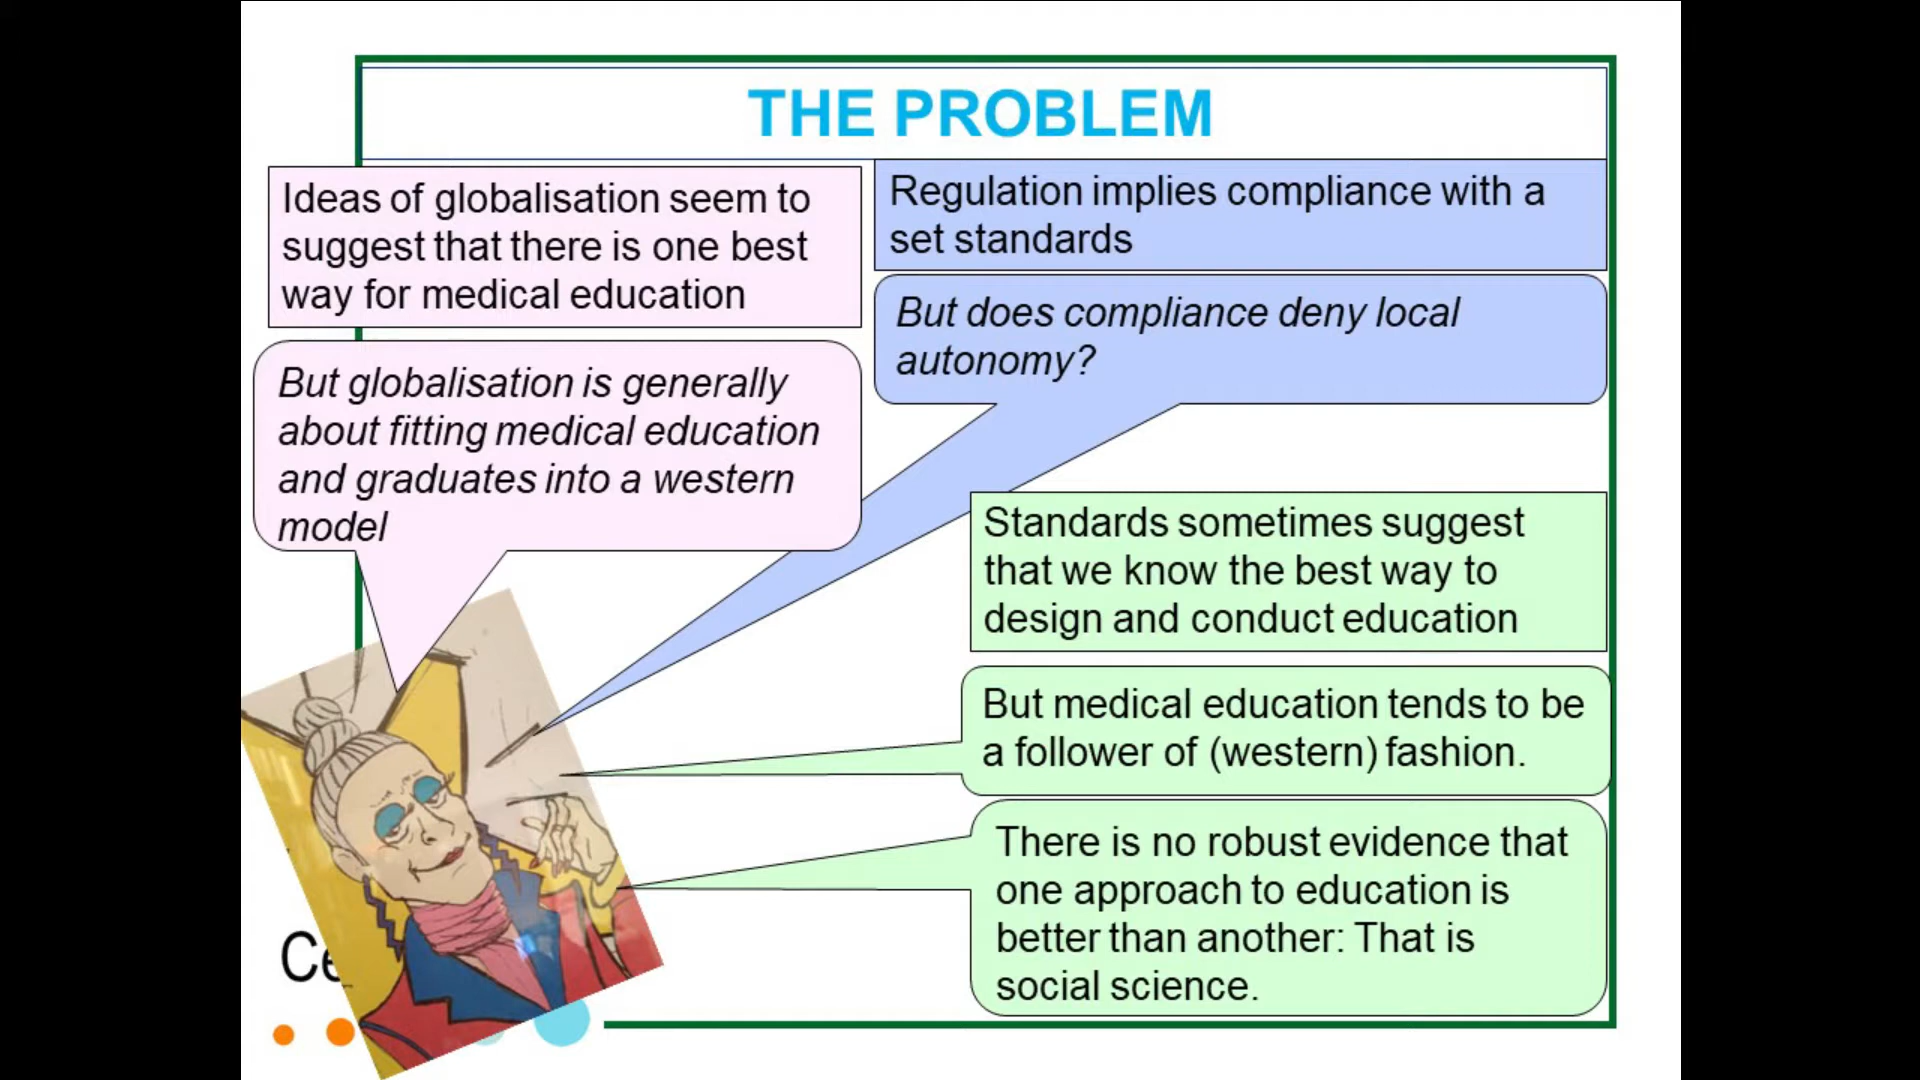 THE PROBLEM
Ideas of globalisation seem to
suggest that there is one best
way for medical education
But globalisation is generally
about fitting medical education
and graduates into a western
model
Regulation implies compliance with a
set standards
But does compliance deny local
autonomy?
Standards sometimes suggest
that we know the best way to
design and conduct education
But medical education tends to be
a follower of (western) fashion.
There is no robust evidence that
one approach to education is
better than another: That is
social science.